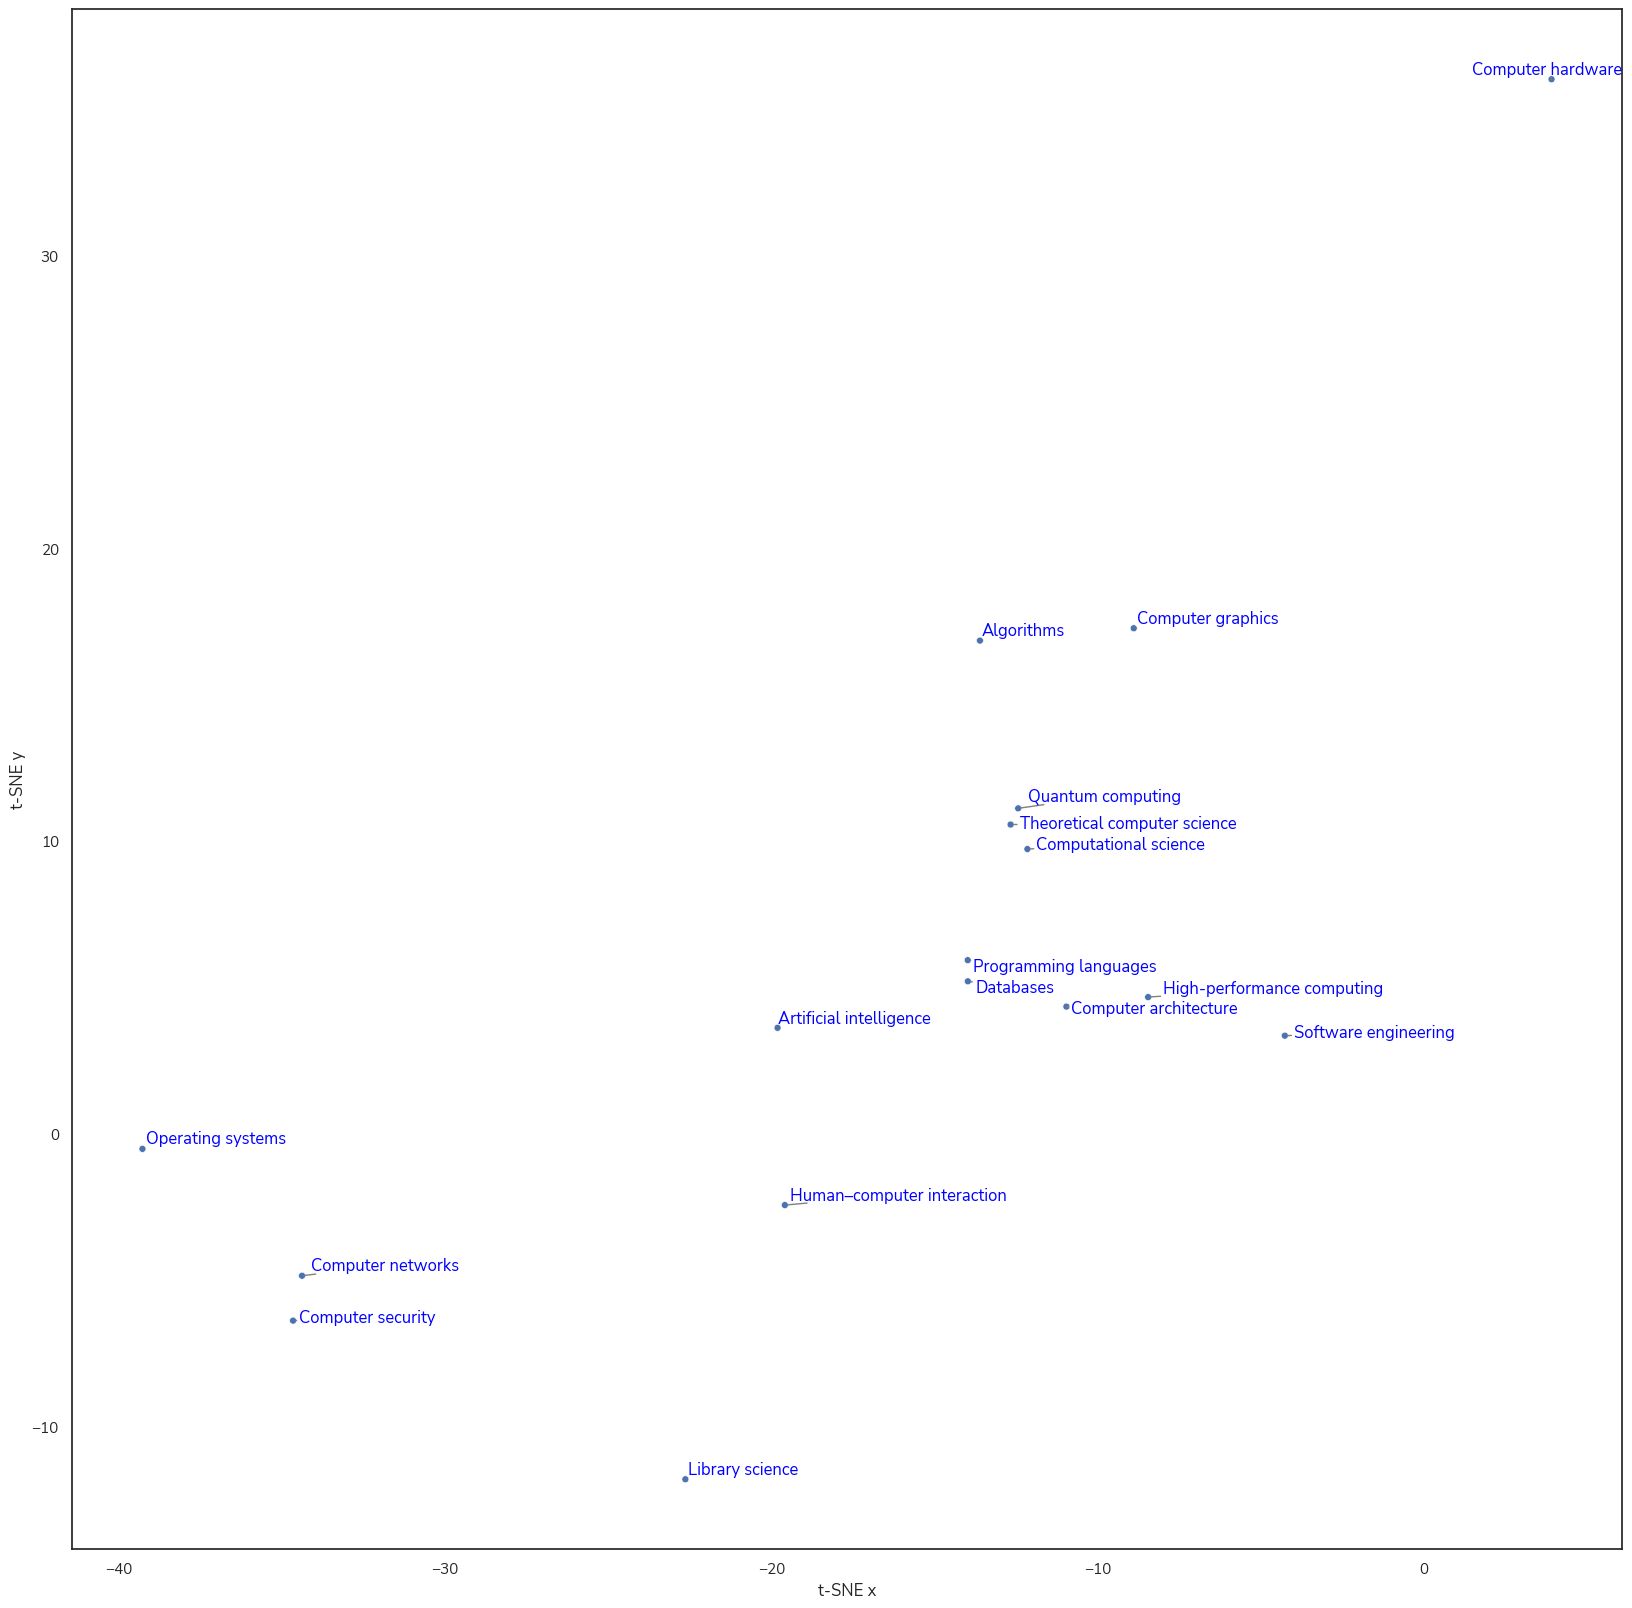 Computer hardware
30
20
Computer graphics
Algorithms
t-SNE y
Quantum computing
Theoretical computer science
10
Computational science
Programming languages
Databases
High-performance computing
Computer architecture
Artificial intelligence
Software engineering
0
Operating systems
Human–computer interaction
Computer networks
Computer security
−10
Library science
−40
−30
−20
−10
0
t-SNE x